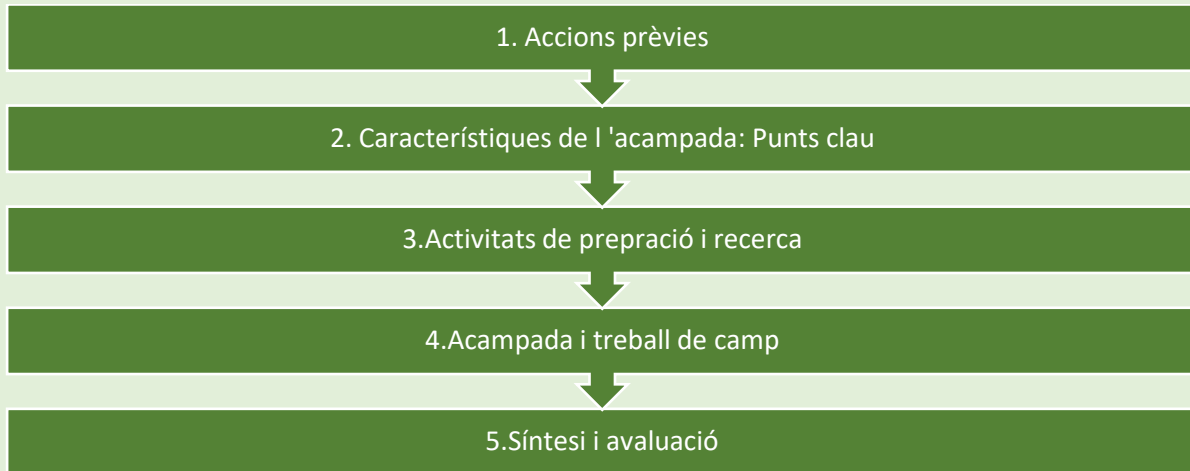 1. Accions prèvies
2. Característiques de l 'acampada: Punts clau
3.Activitats de prepració i recerca
4.Acampada i treball de camp
5.Síntesi i avaluació